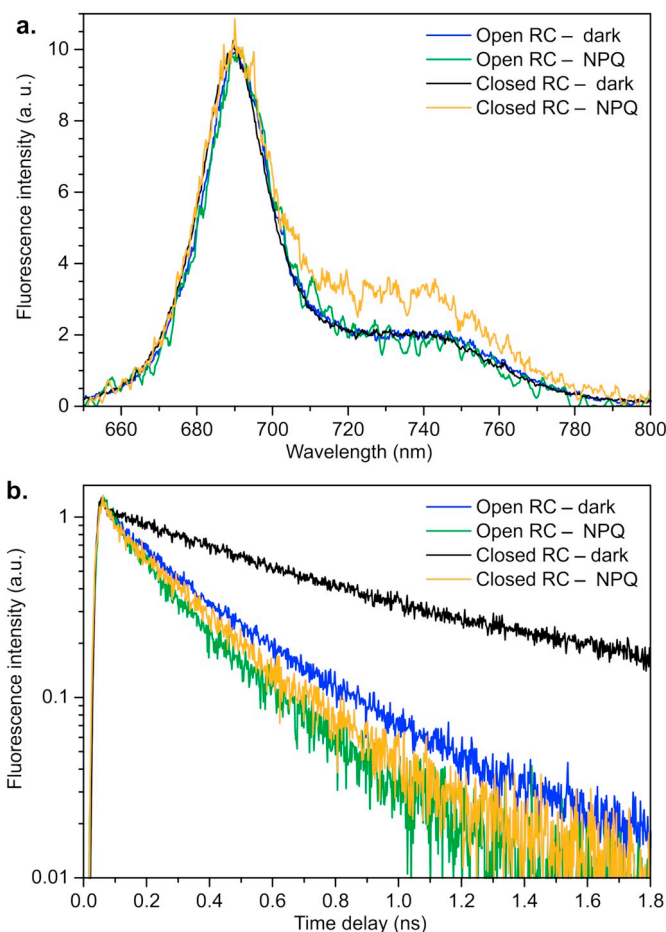 a.
Open RC – dark
Open RC – NPQ
Closed RC – dark
Closed RC – NPQ
Fluorescence intensity (a. u.)
10
8
6
4
2
0
660 680 700 720 740 760 780 800
Wavelength (nm)
b.
Open RC – dark
Open RC – NPQ
Closed RC – dark
Closed RC – NPQ
Fluorescence intensity (a.u.)
1
0.1
0.01
0.0 0.2 0.4 0.6 0.8 1.0 1.2 1.4 1.6 1.8
Time delay (ns)